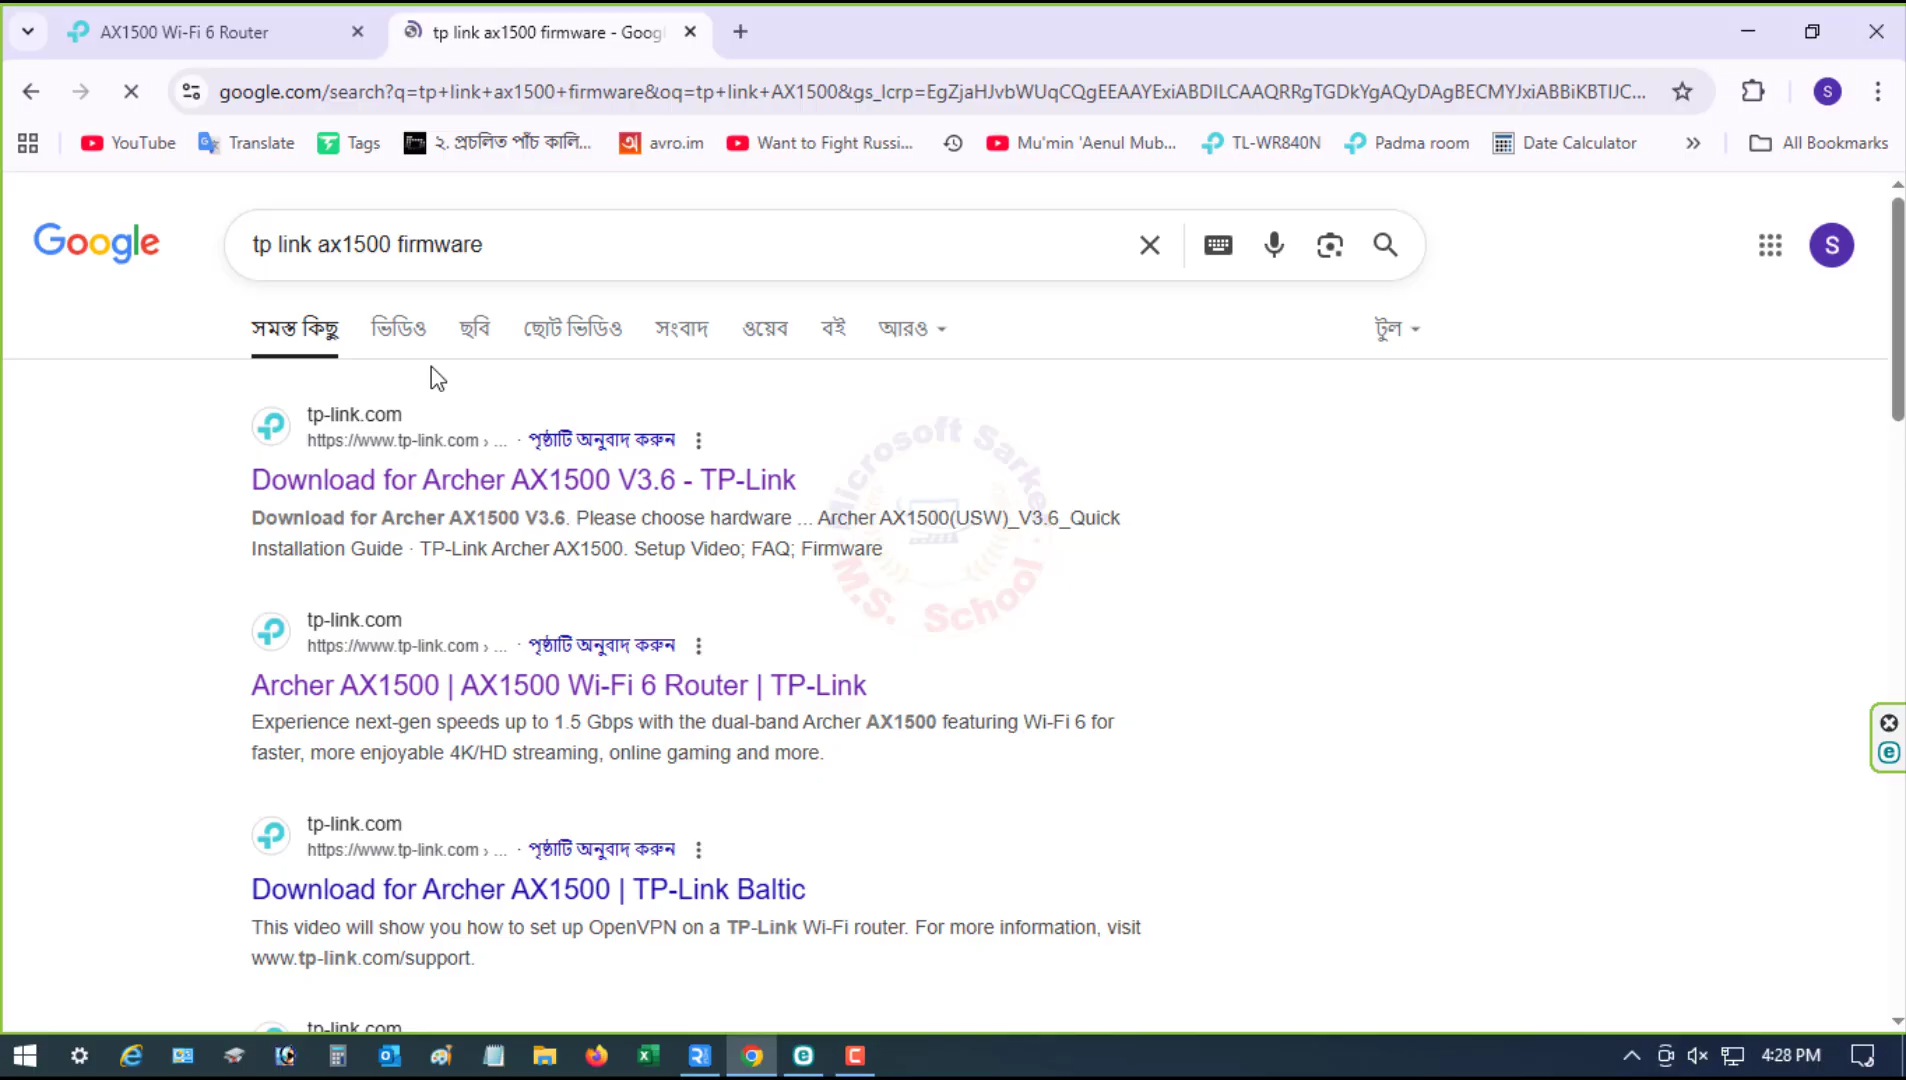 AX1500 Wi-Fi 6 Router
tp link ax1500 firmware - Goog
google.com/search?q=tp+link+ax1500+firmware&oq=tp+link+AX1500&gs_lcrp=EgZjaHJvbWUqCQgEEAAYExiABDILCAAQRRgTGDkYgAQyDAgBECMYJxiABBiKBTIJC...
S
YouTube
Translate
Tags
২. প্রচলিত পাঁচ কালি...
avro.im
Want to Fight Russi...
Mu'min 'Aenul Mub...
TL-WR840N
Padma room
Date Calculator
All Bookmarks
Google
tp link ax1500 firmware
S
সমস্ত কিছু
ভিডিও
ছবি
ছোট ভিডিও
সংবাদ
ওয়েব
বই
আরও
টুল
tp-link.com
https://www.tp-link.com › ... · পৃষ্ঠাটি অনুবাদ করুন
Download for Archer AX1500 V3.6 - TP-Link
Download for Archer AX1500 V3.6. Please choose hardware ... Archer AX1500(USW)_V3.6_Quick
Installation Guide · TP-Link Archer AX1500. Setup Video; FAQ; Firmware
Microsoft Sarker
M.S. School
tp-link.com
https://www.tp-link.com › ... · পৃষ্ঠাটি অনুবাদ করুন
Archer AX1500 | AX1500 Wi-Fi 6 Router | TP-Link
Experience next-gen speeds up to 1.5 Gbps with the dual-band Archer AX1500 featuring Wi-Fi 6 for
faster, more enjoyable 4K/HD streaming, online gaming and more.
tp-link.com
https://www.tp-link.com › ... · পৃষ্ঠাটি অনুবাদ করুন
Download for Archer AX1500 | TP-Link Baltic
This video will show you how to set up OpenVPN on a TP-Link Wi-Fi router. For more information, visit
www.tp-link.com/support.
tp-link.com
4:28 PM